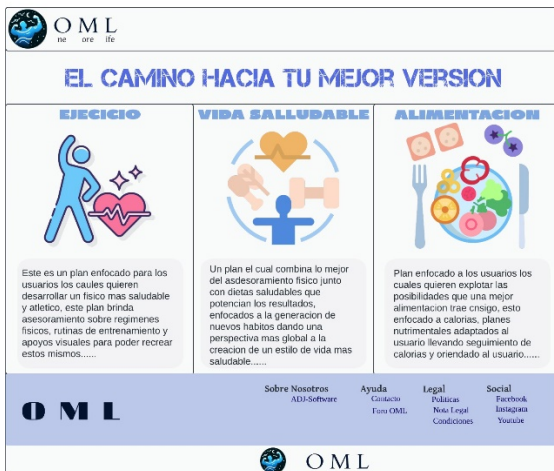 O M L
ne ore ife
EL CAMINO HACIA TU MEJOR VERSION
EJECICIO
Este es un plan enfocado para los
usuarios los caules quieren
desarrollar un fisico mas saludable
y atletico, este plan brinda
asesoramiento sobre regimenes
fisicos, rutinas de entrenamiento y
apoyos visuales para poder recrear
estos mismos......
VIDA SALLUDABLE
Un plan el cual combina lo mejor
del asdesoramiento fisico junto
con dietas saludables que
potencian los resultados,
enfocados a la generacion de
nuevos habitos dando una
perspectiva mas global a la
creacion de un estilo de vida mas
saludable......
ALIMENTACION
Plan enfocado a los usuarios los
cuales quieren explotar las
posibilidades que una mejor
alimentacion trae cnsigo, esto
enfocado a calorias, planes
nutrimentales adaptados al
usuario llevando seguimiento de
calorias y oriendado al usuario......
O M L
Sobre Nosotros
ADJ-Software
Ayuda
Contacto
Foro OML
Legal
Politicas
Nota Legal
Condiciones
Social
Facebook
Instagram
Youtube
O M L